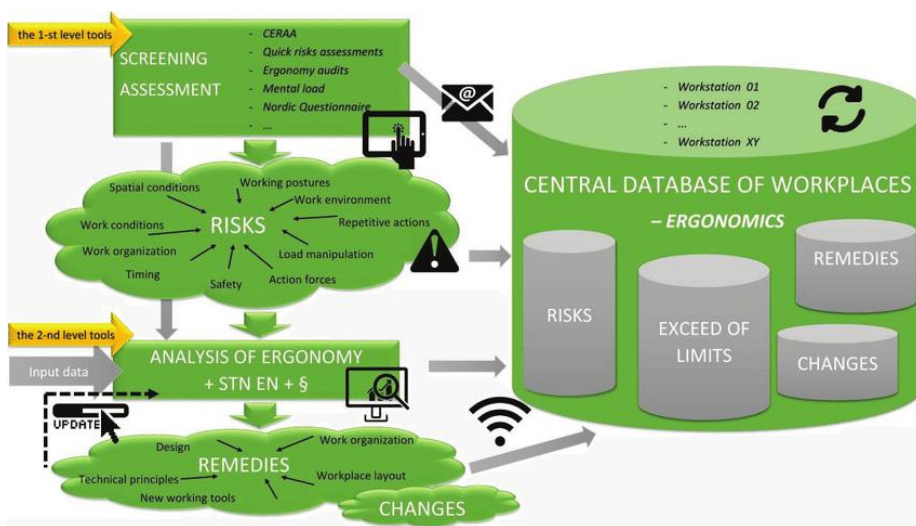 the 1-st level tools
SCREENING
ASSESSMENT
- CERAA
- Quick risks assessments
- Ergonomy audits
- Mental load
- Nordic Questionnaire
- ...
@
Spatial conditions
Working postures
Work environment
Work conditions
RISKS
Repetitive actions
Work organization
Load manipulation
Timing
Safety
Action forces
the 2-nd level tools
Input data
ANALYSIS OF ERGONOMY
+ STN EN + §
UPDATE
Design
Work organization
REMEDIES
Technical principles
Workplace layout
New working tools
CHANGES
- Workstation 01
- Workstation 02
- ...
- Workstation XY
CENTRAL DATABASE OF WORKPLACES
– ERGONOMICS
RISKS
EXCEED OF
LIMITS
REMEDIES
CHANGES